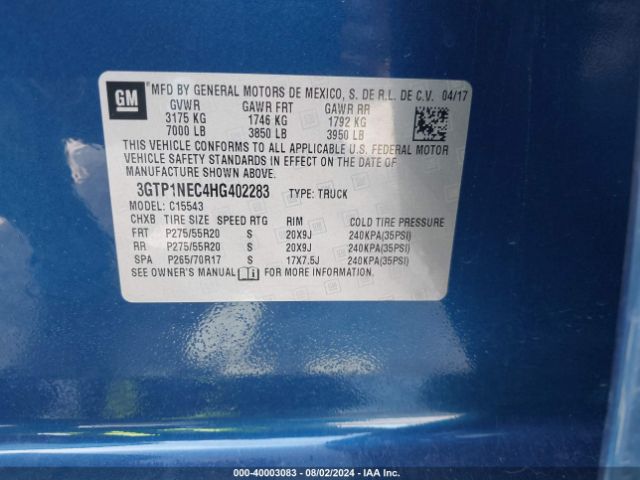 GM
MFD BY GENERAL MOTORS DE MEXICO, S. DE R.L. DE C.V. 04/17
GVWR GAWR FRT GAWR RR
3175 KG 1746 KG 1792 KG
7000 LB 3850 LB 3950 LB
THIS VEHICLE CONFORMS TO ALL APPLICABLE U.S. FEDERAL MOTOR
VEHICLE SAFETY STANDARDS IN EFFECT ON THE DATE OF
MANUFACTURE SHOWN ABOVE.
3GTP1NEC4HG402283 TYPE: TRUCK
MODEL: C15543
CHXB TIRE SIZE SPEED RTG RIM COLD TIRE PRESSURE
FRT P275/55R20 S 20X9J 240KPA(35PSI)
RR P275/55R20 S 20X9J 240KPA(35PSI)
SPA P265/70R17 S 17X7.5J 240KPA(35PSI)
SEE OWNER'S MANUAL FOR MORE INFORMATION.
000-40003083 - 08/02/2024 - IAA Inc.